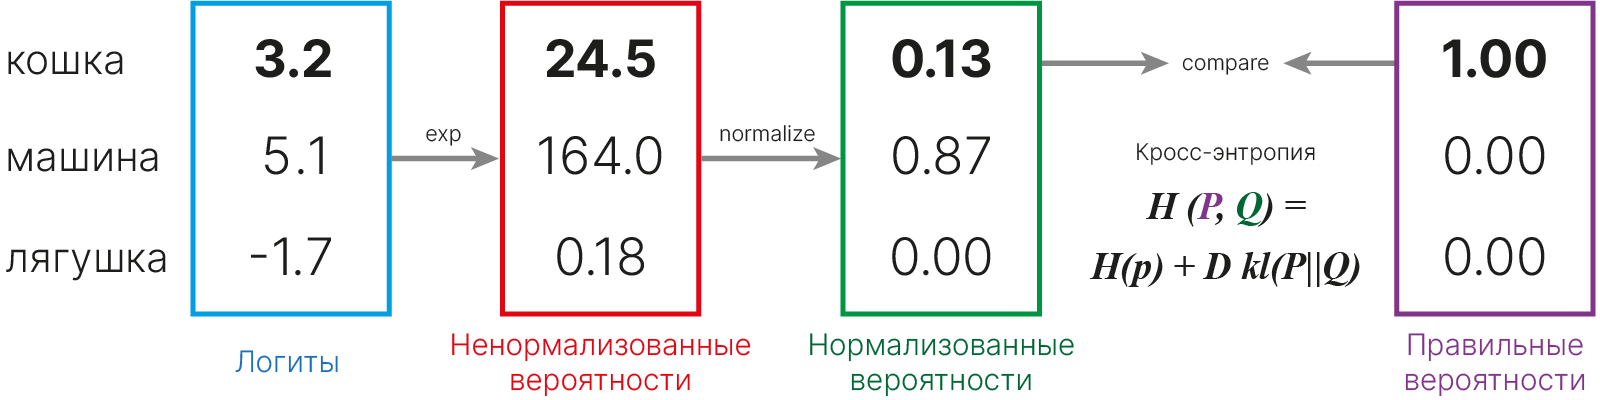 кошка 3.2 24.5 0.13 compare 1.00
exp normalize
машина 5.1 164.0 0.87 Кросс-энтропия 0.00
H (P, Q) =
лягушка -1.7 0.18 0.00 H(p) + D kl(P||Q) 0.00
Логиты
Ненормализованные
вероятности
Нормализованные
вероятности
Правильные
вероятности